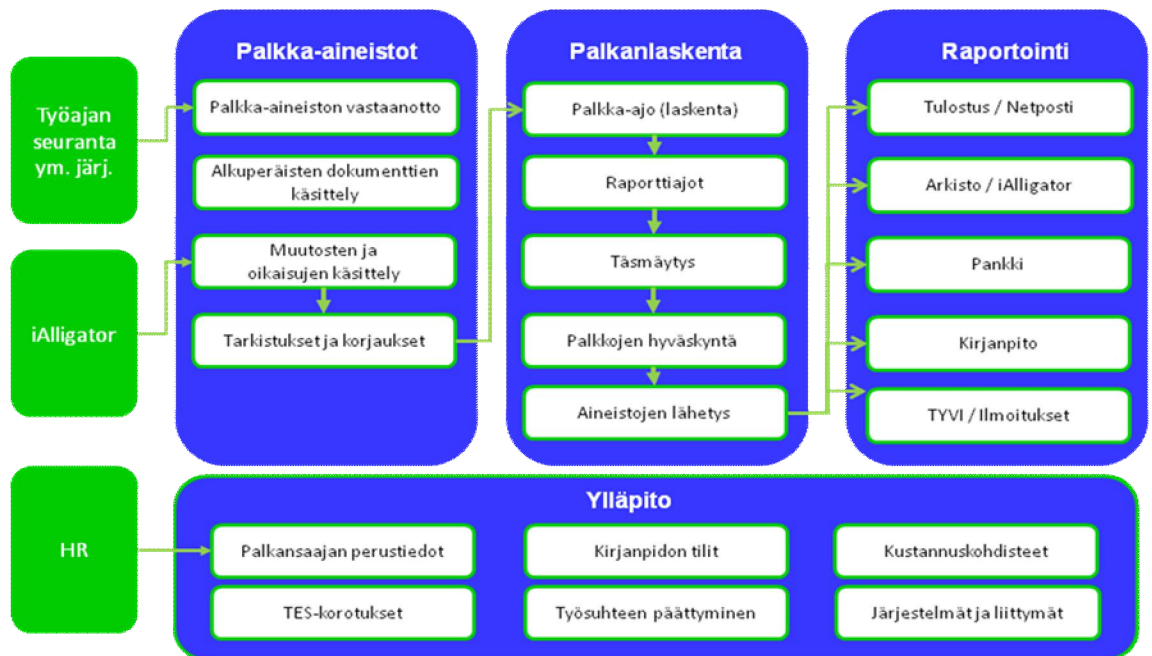 Työajan
seuranta
ym. järj.
iAlligator
HR
Palkka-aineistot
Palkka-aineiston vastaanotto
Alkuperäisten dokumenttien
käsittely
Muutosten ja
oikaisujen käsittely
Tarkistukset ja korjaukset
Palkanlaskenta
Palkka-ajo (laskenta)
Raporttiajot
Täsmäytys
Palkkojen hyväskyntä
Aineistojen lähetys
Raportointi
Tulostus / Netposti
Arkisto / iAlligator
Pankki
Kirjanpito
TYVI / Ilmoitukset
Ylläpito
Palkansaajan perustiedot
Kirjanpidon tilit
Kustannuskohdisteet
TES-korotukset
Työsuhteen päättyminen
Järjestelmät ja liittymät